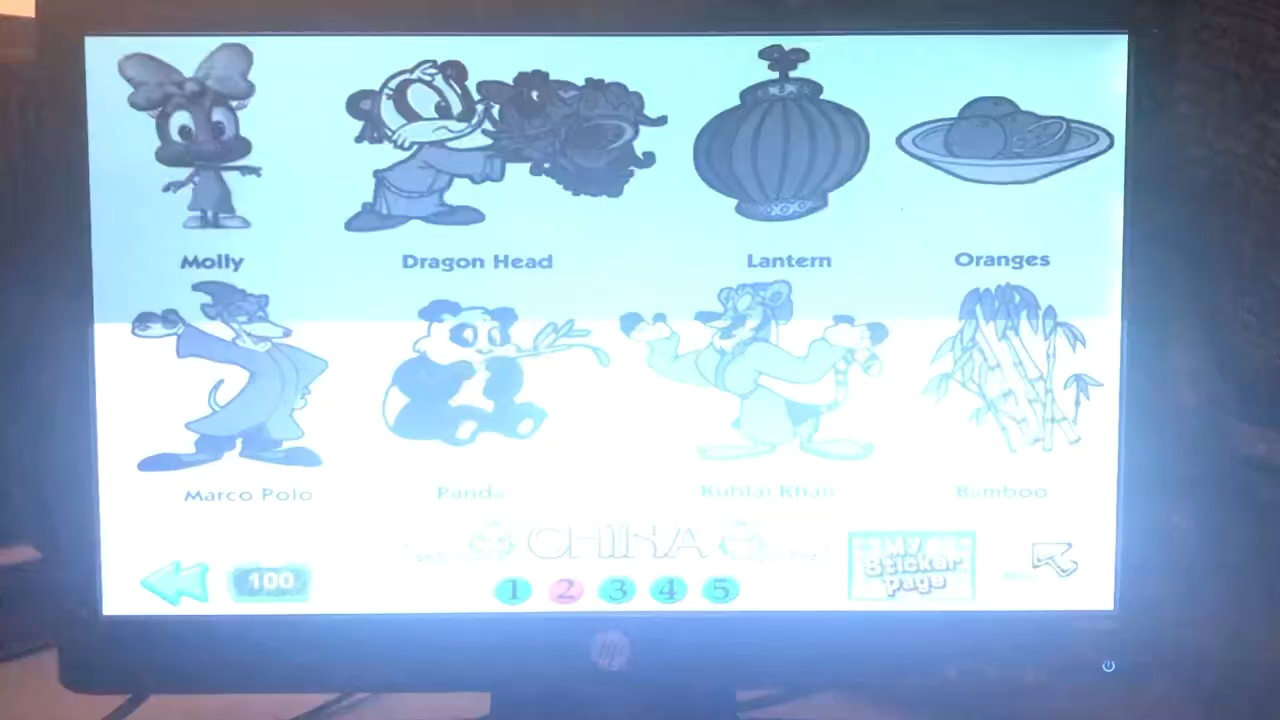 Molly
Dragon Head
Lantern
Oranges
Marco Polo
Panda
Kublai Khan
Bamboo
CHINA
100
1 2 3 4 5
My
Sticker
Page
hp